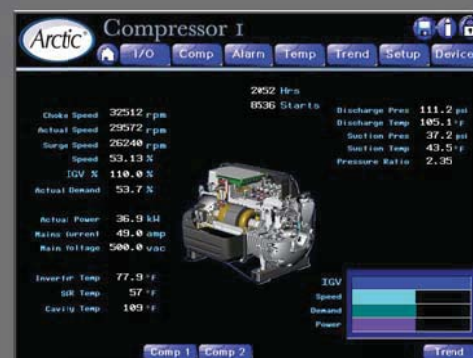 Arctic
Compressor 1
I/O Comp Alarm Temp Trend Setup Device
2052 Hrs
8536 Starts
Choke Speed 32512 rpm
Actual Speed 29572 rpm
Surge Speed 26240 rpm
Speed 53.13 %
IGV % 110.0 %
Actual Demand 53.7 %
Actual Power 36.9 kW
Mains Current 49.0 amp
Main Voltage 500.0 vac
Inverter Temp 77.9 °F
SCR Temp 57 °F
Cavity Temp 109 °F
Discharge Pres 111.2 psi
Discharge Temp 105.1 °F
Suction Pres 37.2 psi
Suction Temp 43.5 °F
Pressure Ratio 2.35
IGV
Speed
Demand
Power
Comp 1 Comp 2 Trend